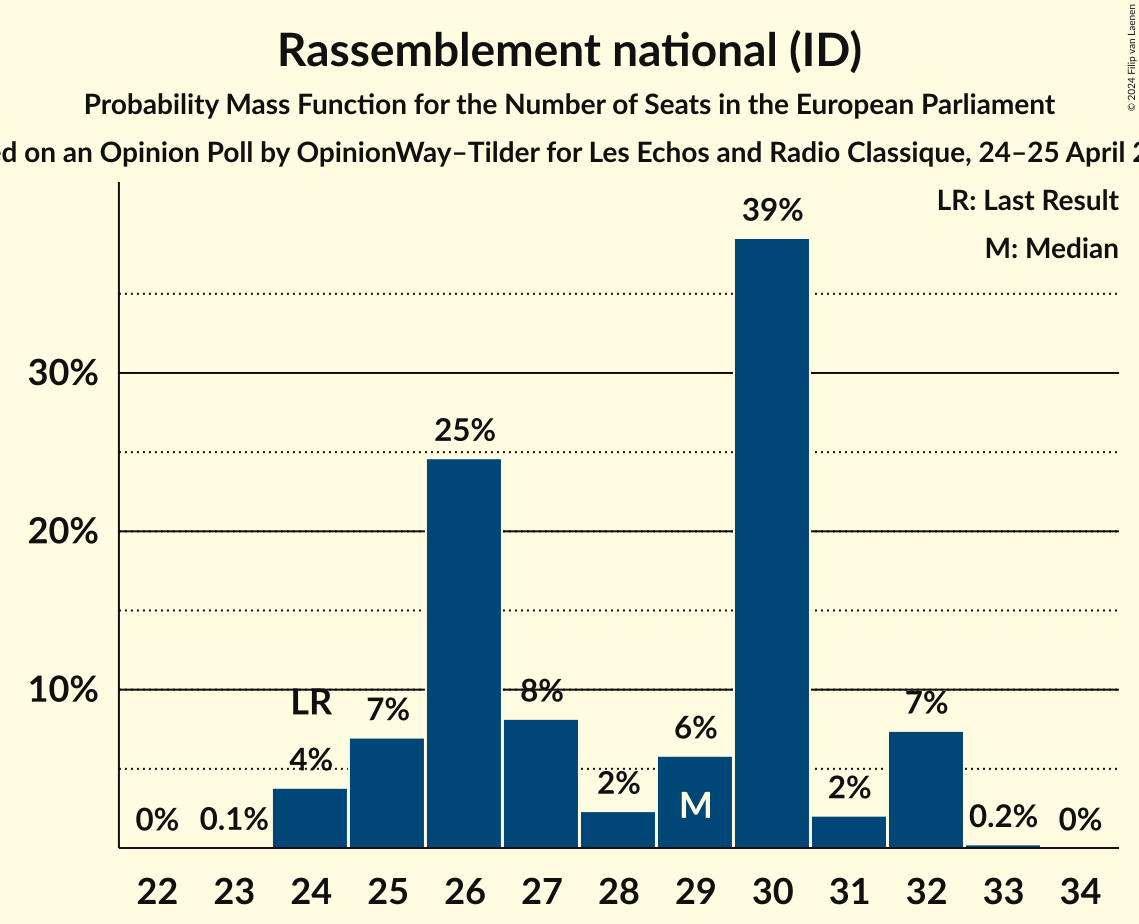 Rassemblement national (ID)
Probability Mass Function for the Number of Seats in the European Parliament
on an Opinion Poll by OpinionWay–Tilder for Les Echos and Radio Classique, 24–25 April
© 2024 Filip van Laenen
LR: Last Result
M: Median
39%
30%
25%
20%
10%
LR
7%
8%
7%
6%
4%
2%
2%
M
0%
0.1%
0.2%
0%
22 23 24 25 26 27 28 29 30 31 32 33 34